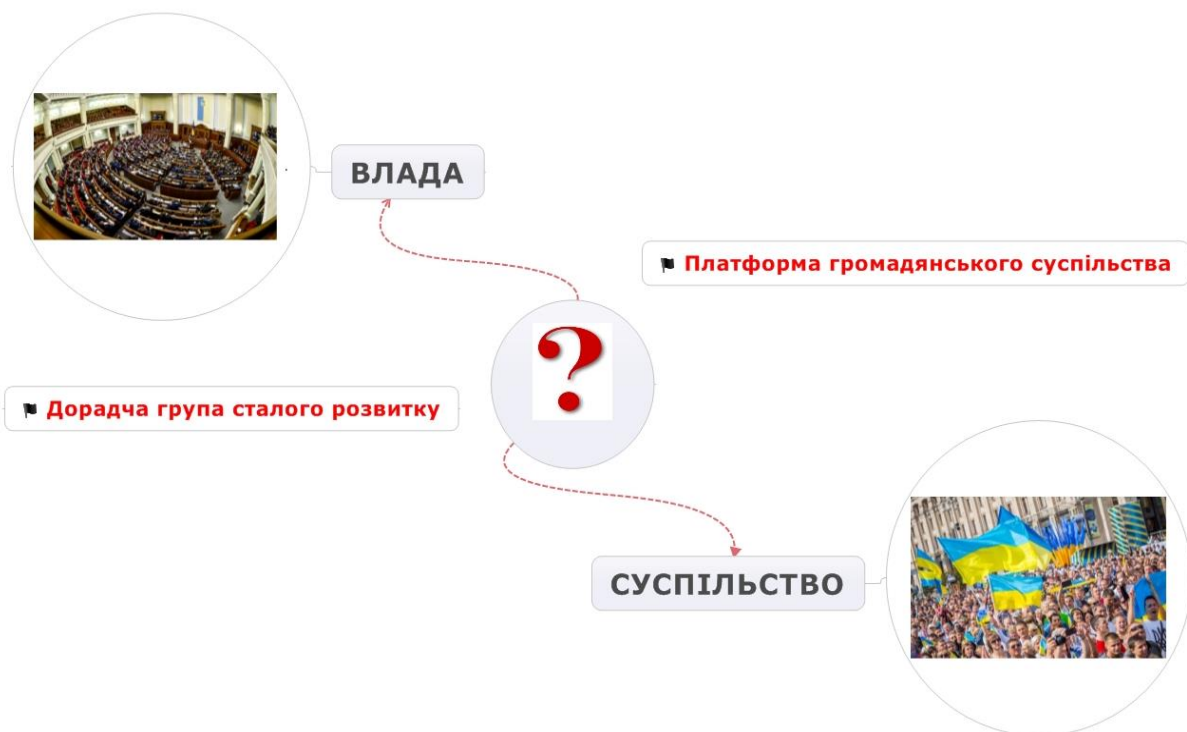 ВЛАДА
Платформа громадянського суспільства
?
Дорадча група сталого розвитку
СУСПІЛЬСТВО